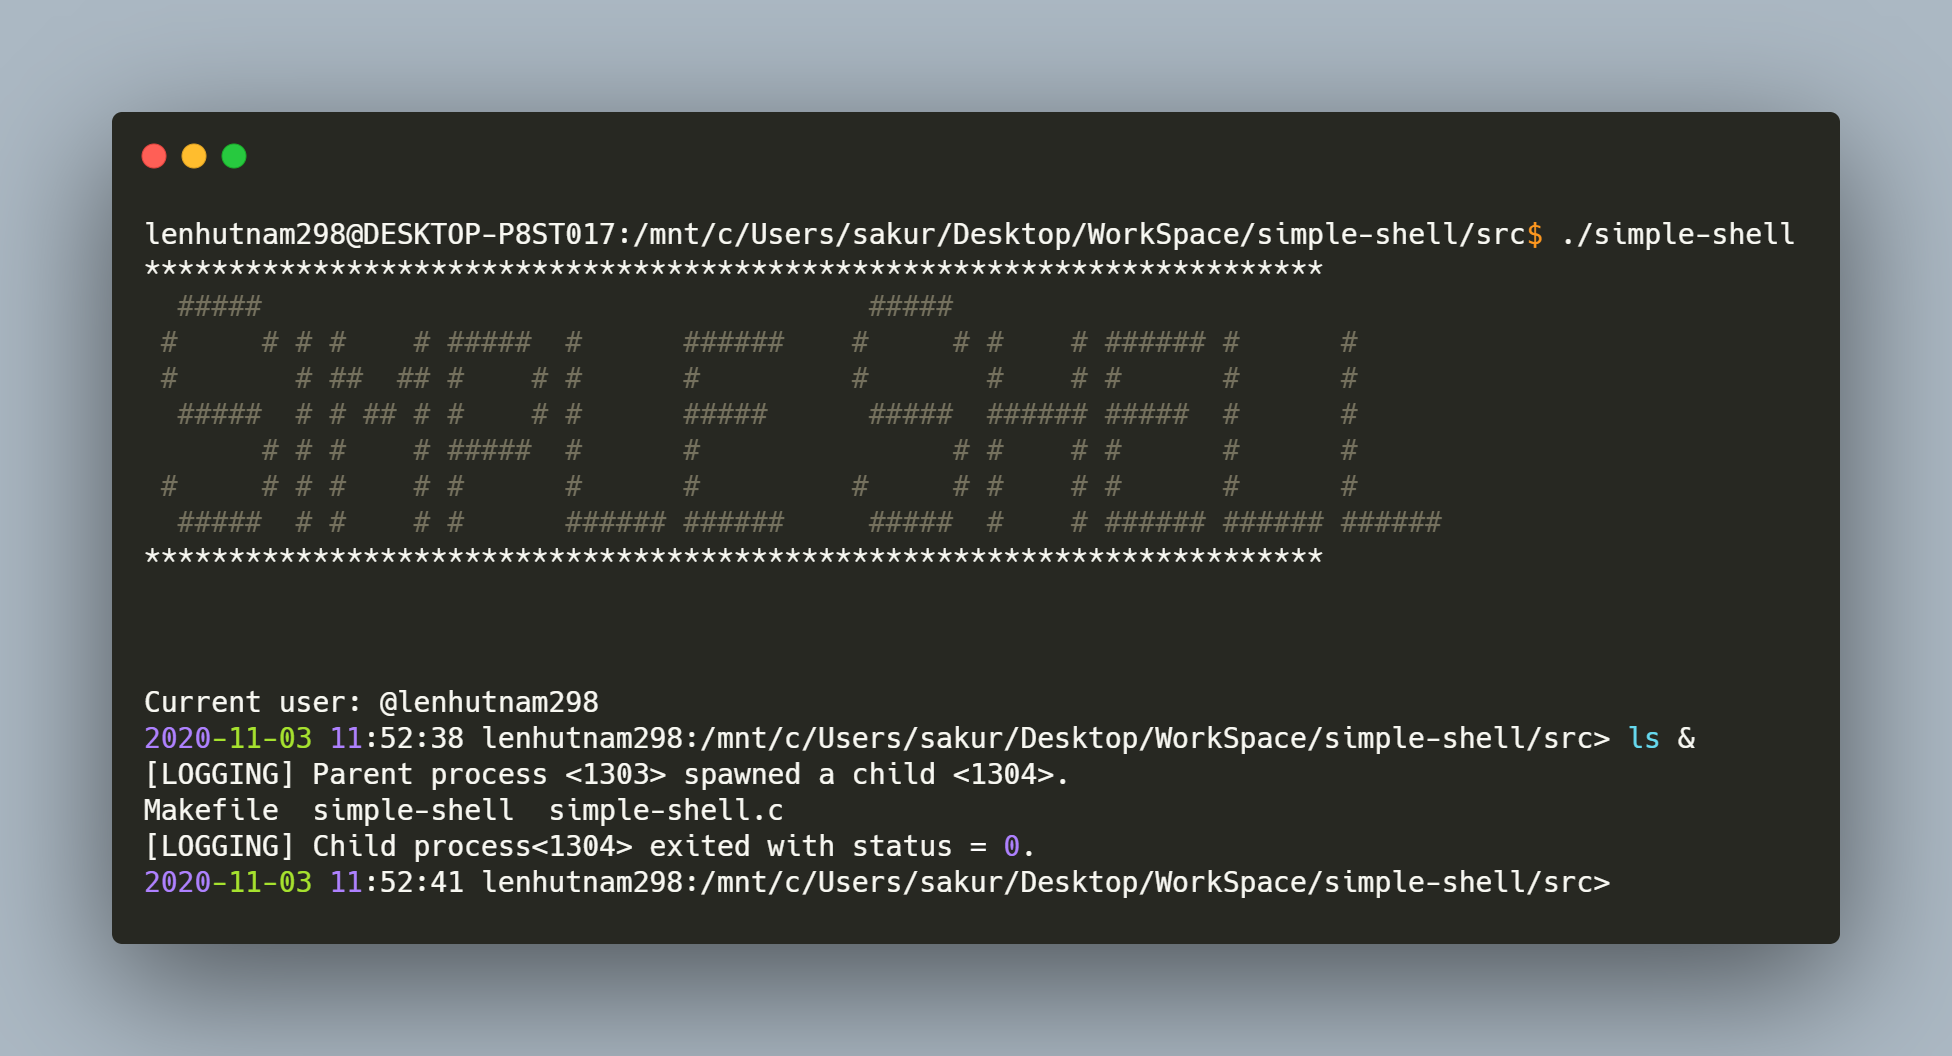 lenhutnam298@DESKTOP-P8ST017:/mnt/c/Users/sakur/Desktop/WorkSpace/simple-shell/src$ ./simple-shell
**********************************************************************
  #####                                    #####
 #     # # #    # #####  #      ######    #     # #    # ###### #      #
 #       # ##  ## #    # #      #         #       #    # #      #      #
  #####  # # ## # #    # #      #####      #####  ###### #####  #      #
       # # #    # #####  #      #               # #    # #      #      #
 #     # # #    # #      #      #         #     # #    # #      #      #
  #####  # #    # #      ###### ######     #####  #    # ###### ###### ######
**********************************************************************
Current user: @lenhutnam298
2020-11-03 11:52:38 lenhutnam298:/mnt/c/Users/sakur/Desktop/WorkSpace/simple-shell/src> ls &
[LOGGING] Parent process <1303> spawned a child <1304>.
Makefile  simple-shell  simple-shell.c
[LOGGING] Child process<1304> exited with status = 0.
2020-11-03 11:52:41 lenhutnam298:/mnt/c/Users/sakur/Desktop/WorkSpace/simple-shell/src>